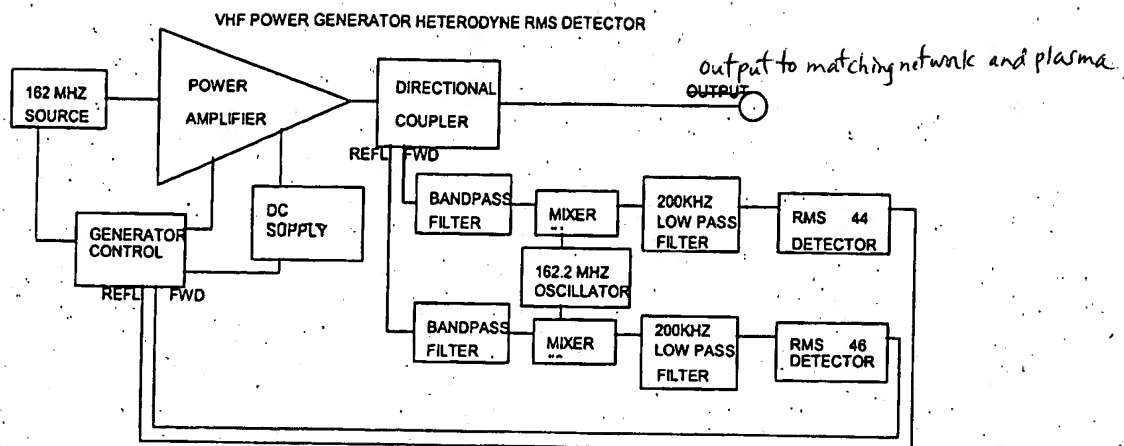 VHF POWER GENERATOR HETERODYNE RMS DETECTOR
output to matching network and plasma
OUTPUT
162 MHZ
SOURCE
POWER
AMPLIFIER
DIRECTIONAL
COUPLER
REFL FWD
DC
SUPPLY
GENERATOR
CONTROL
REFL FWD
BANDPASS
FILTER
MIXER
200KHZ
LOW PASS
FILTER
RMS 44
DETECTOR
162.2 MHZ
OSCILLATOR
BANDPASS
FILTER
MIXER
200KHZ
LOW PASS
FILTER
RMS 46
DETECTOR